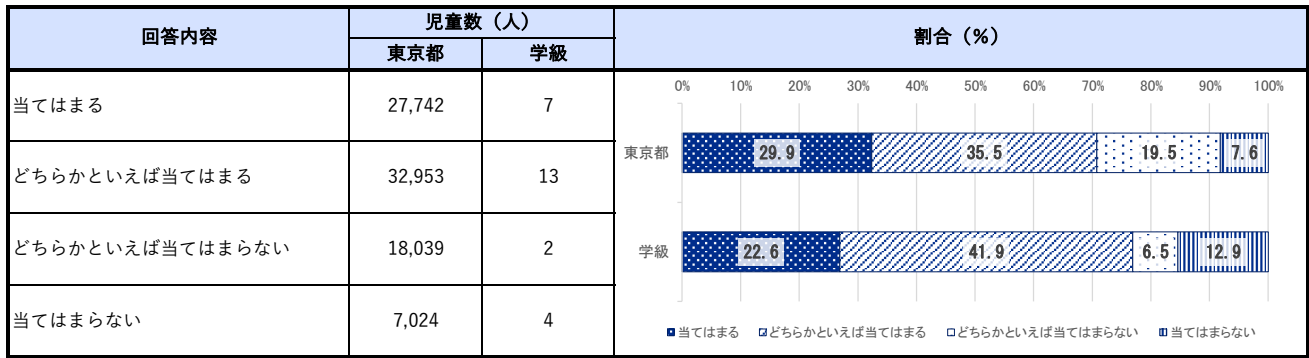 回答内容
児童数（人）
割合（%）
東京都
学級
当てはまる
27,742
7
どちらかといえば当てはまる
32,953
13
どちらかといえば当てはまらない
18,039
2
当てはまらない
7,024
4
0% 10% 20% 30% 40% 50% 60% 70% 80% 90% 100%
東京都
29.9 35.5 19.5 7.6
学級
22.6 41.9 6.5 12.9
当てはまる どちらかといえば当てはまる どちらかといえば当てはまらない 当てはまらない